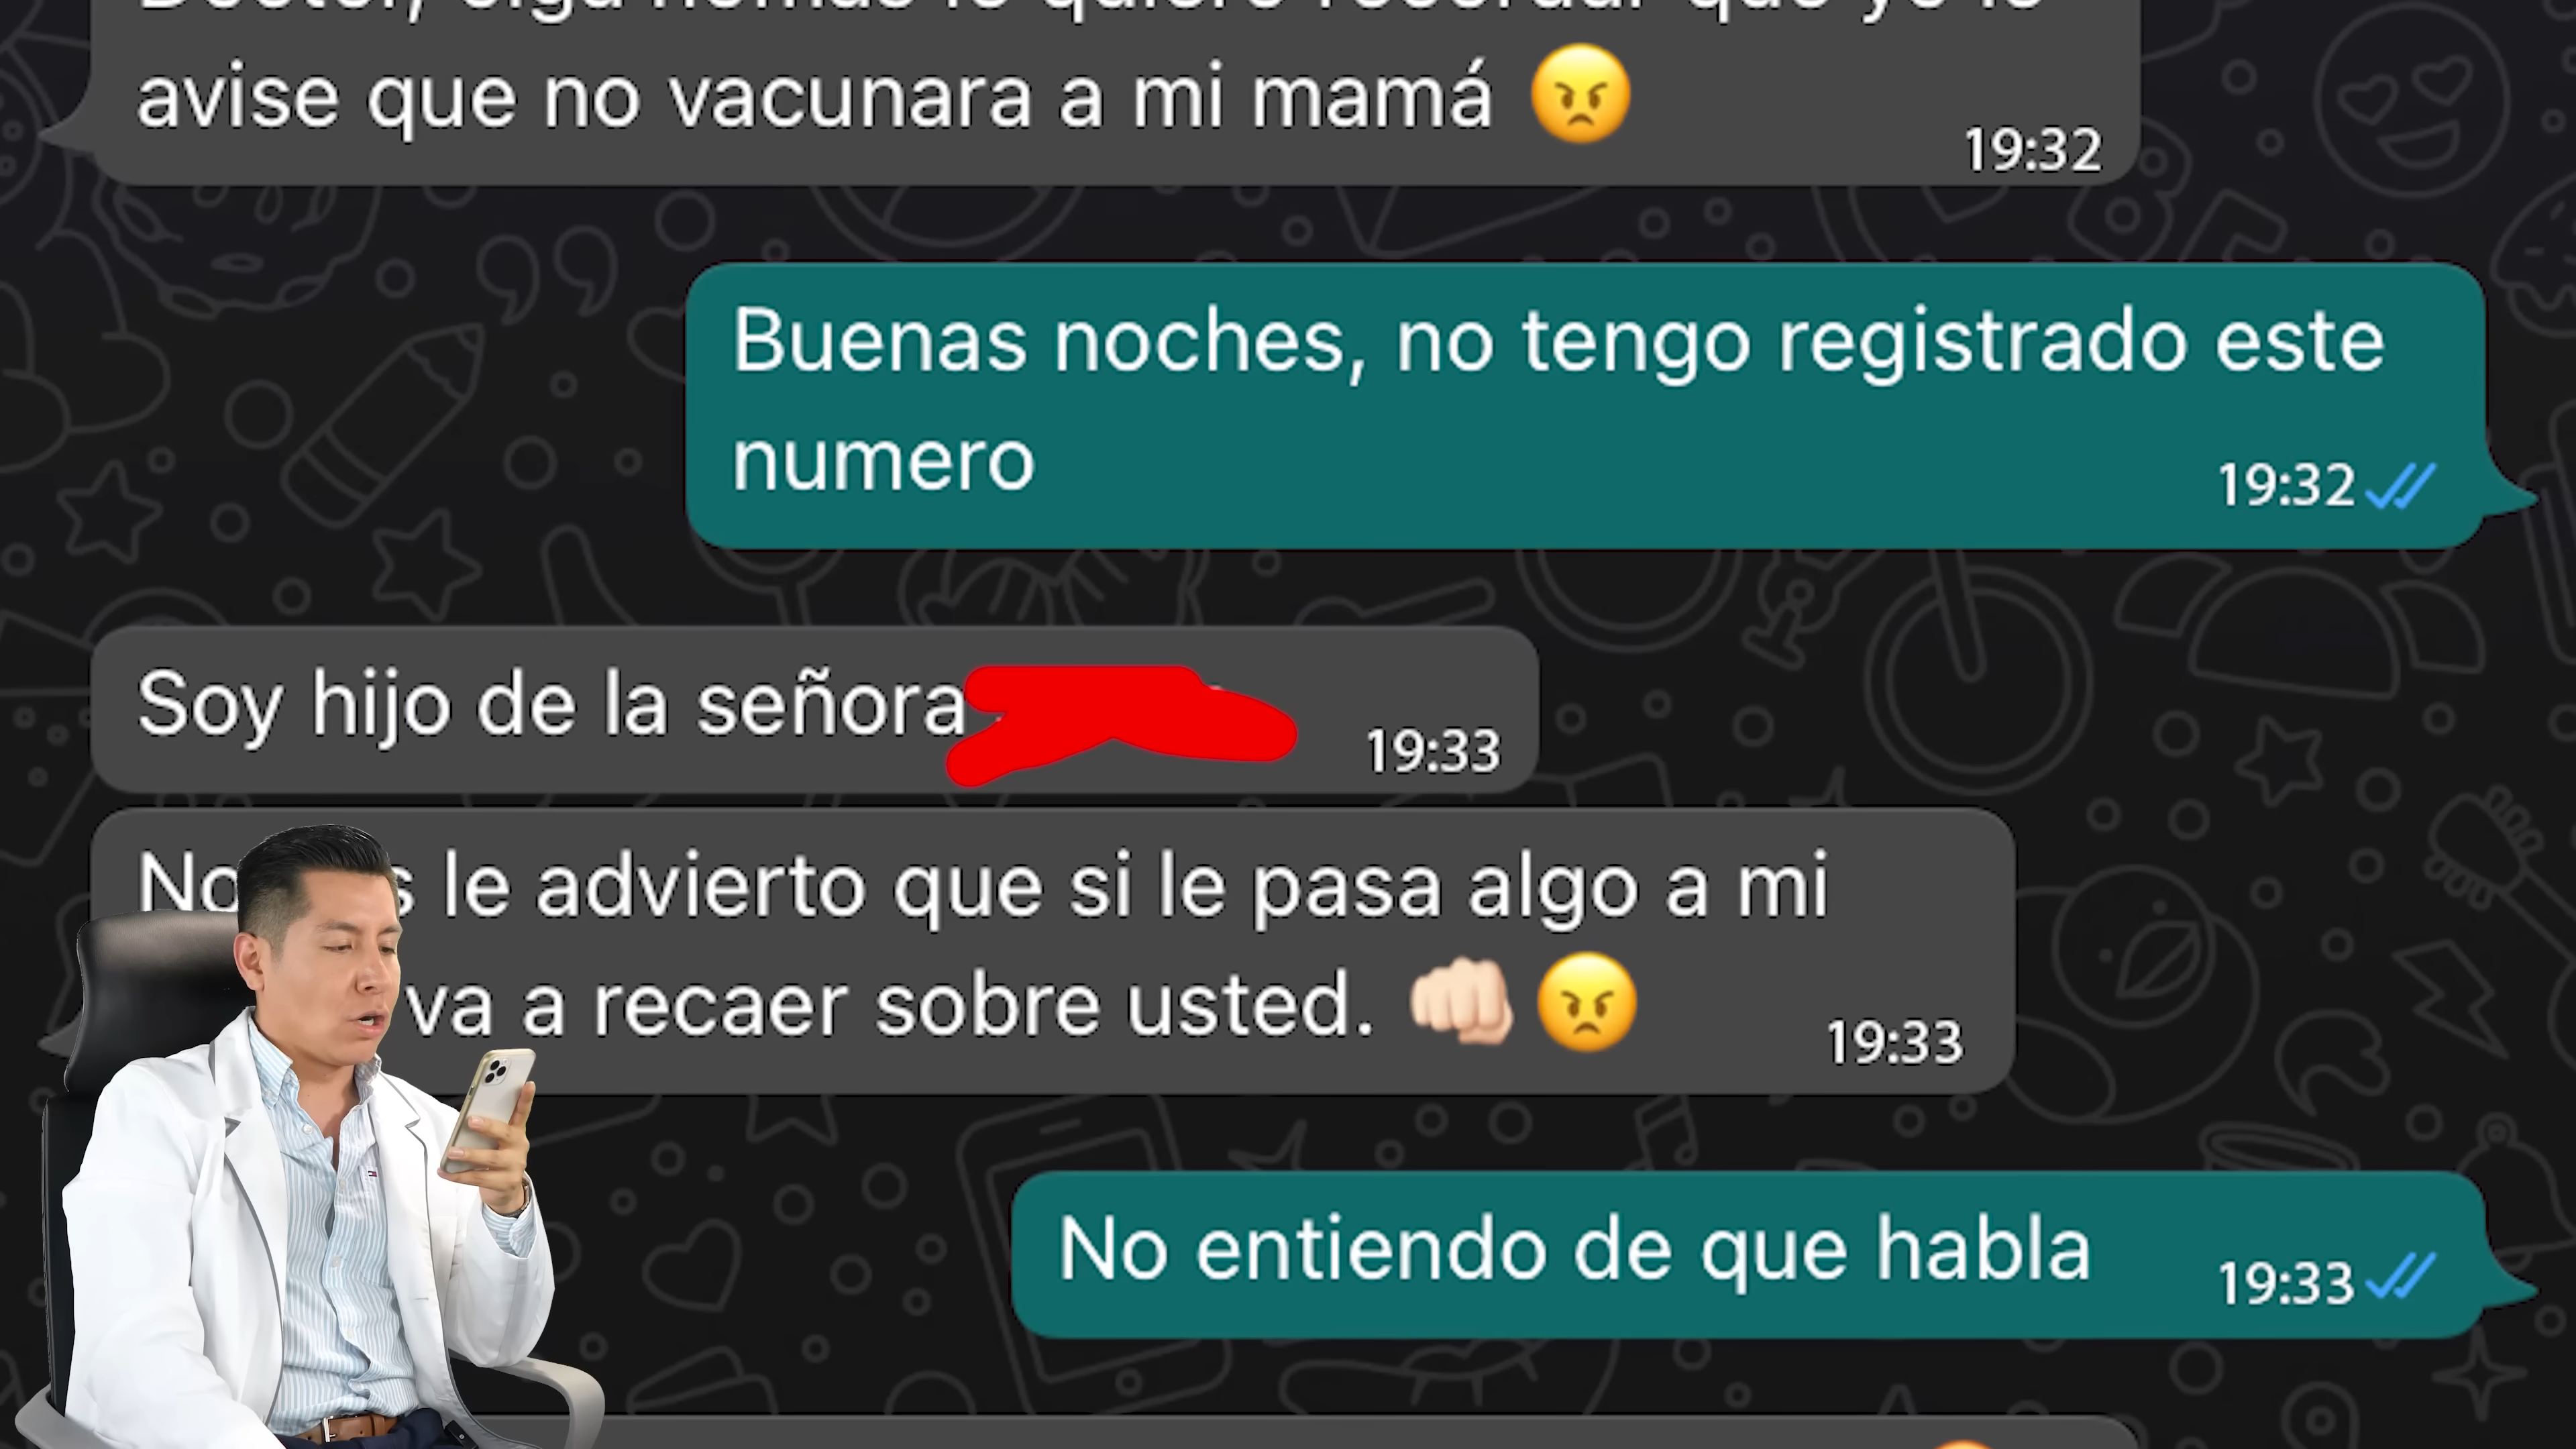 avise que no vacunara a mi mamá 😠
19:32
Buenas noches, no tengo registrado este
numero
19:32
Soy hijo de la señora
19:33
le advierto que si le pasa algo a mi
va a recaer sobre usted. 👊🏻😠
19:33
No entiendo de que habla
19:33